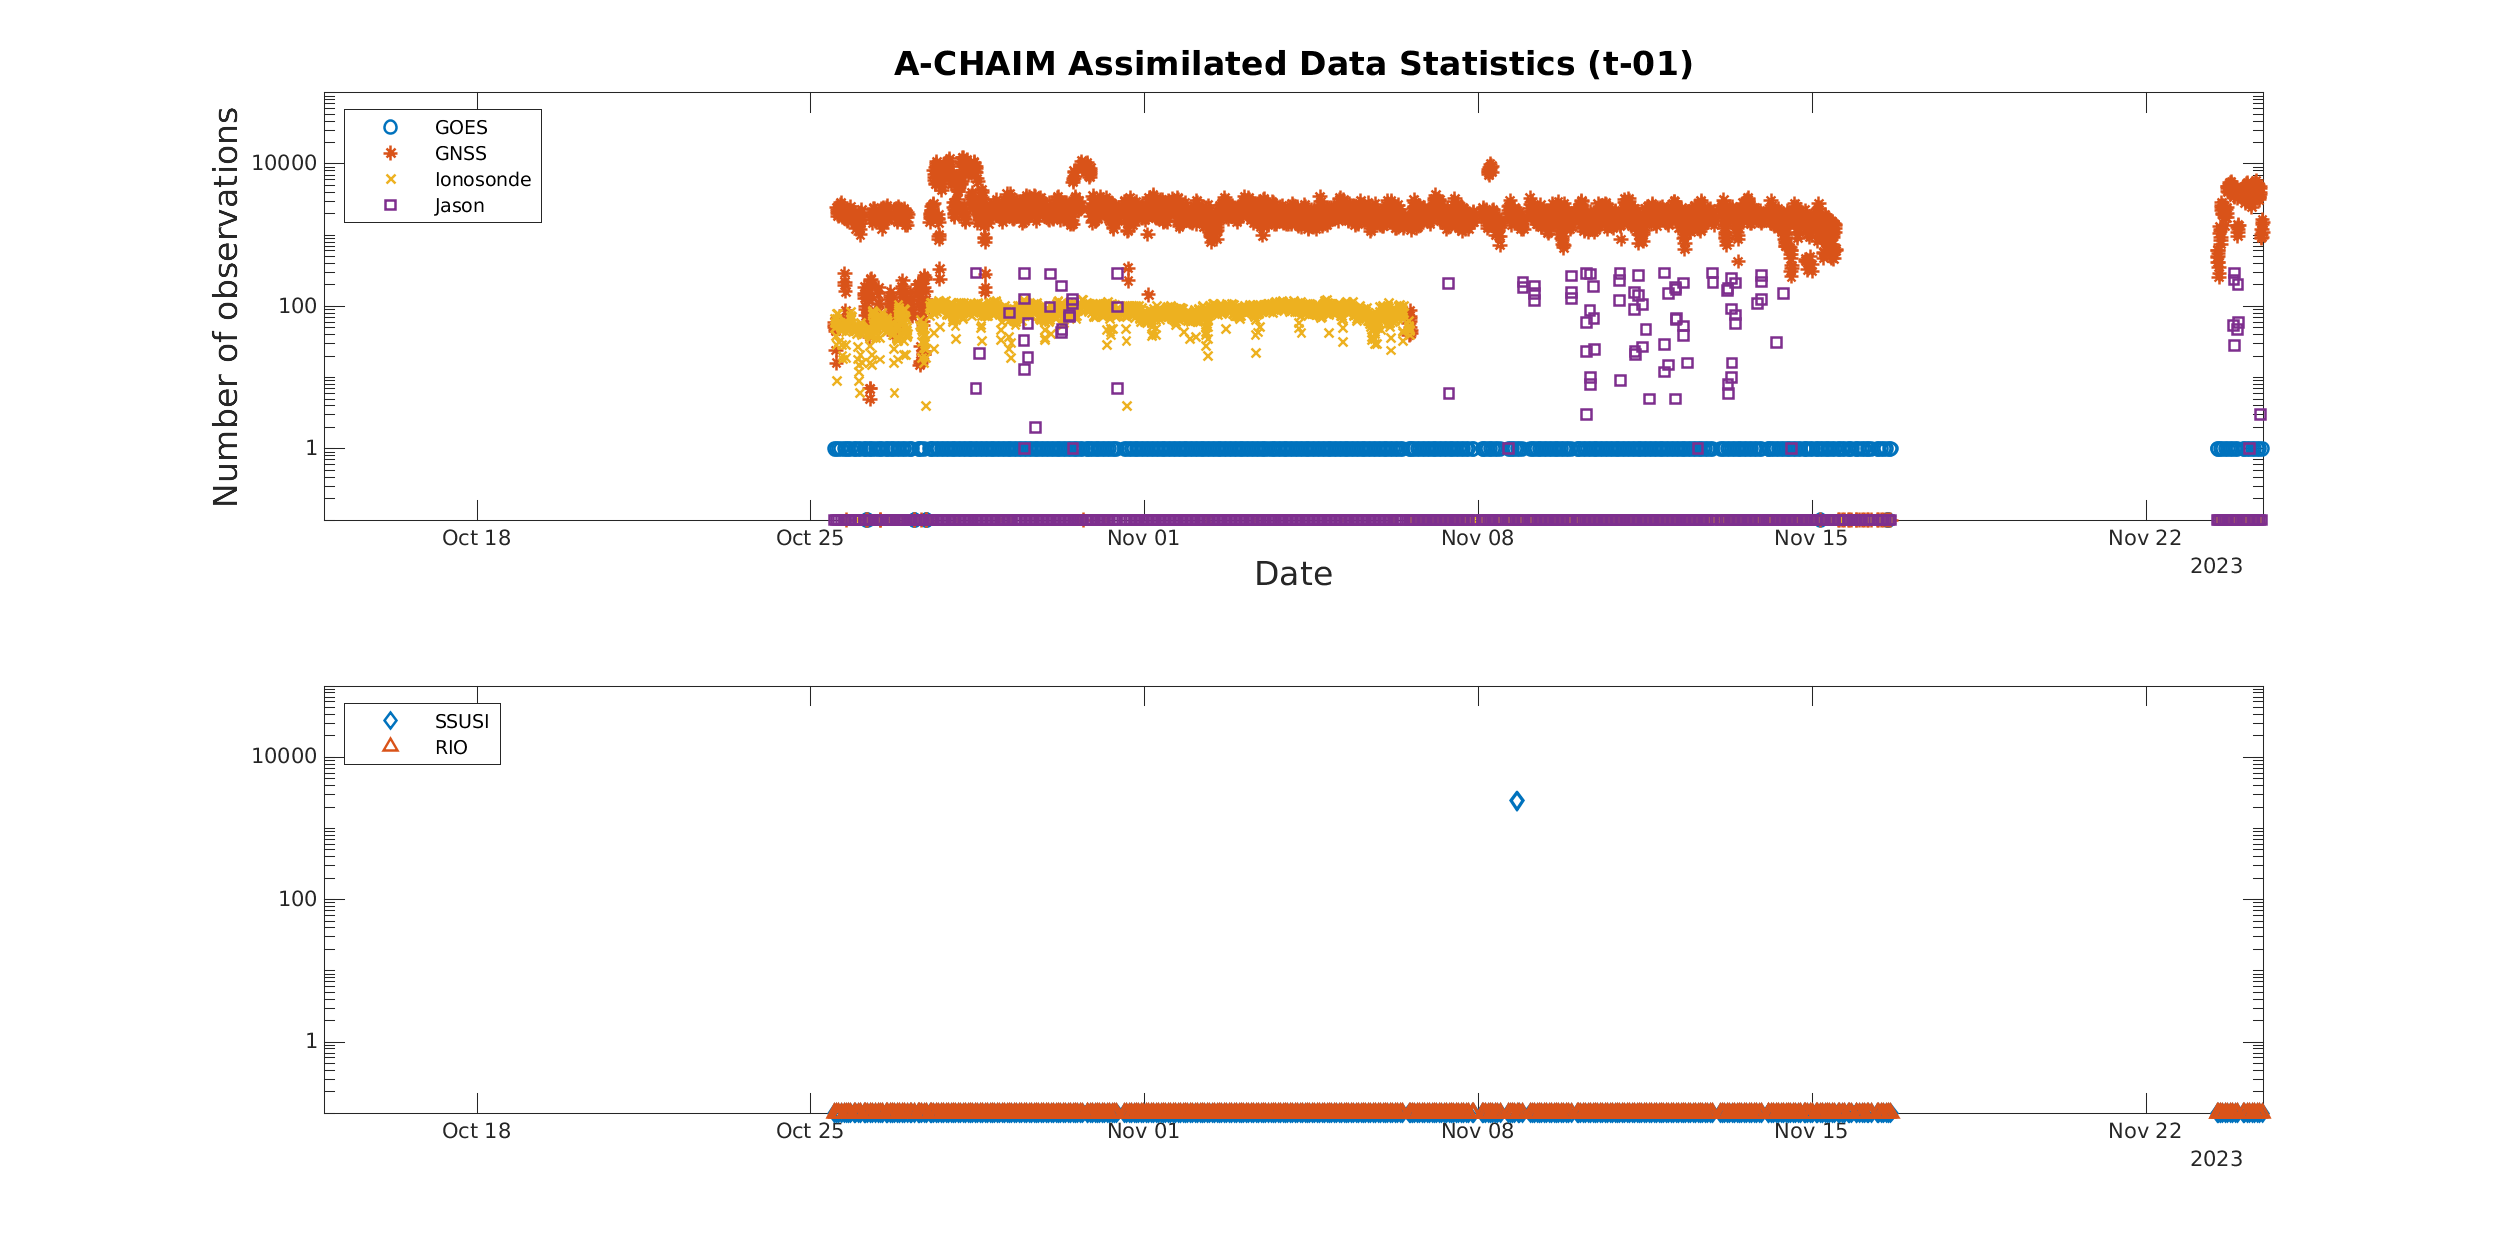 A-CHAIM Assimilated Data Statistics (t-01)
Number of observations
10000
100
1
GOES
GNSS
Ionosonde
Jason
Oct 18 Oct 25 Nov 01 Nov 08 Nov 15 Nov 22
2023
Date
10000
100
1
SSUSI
RIO
Oct 18 Oct 25 Nov 01 Nov 08 Nov 15 Nov 22
2023